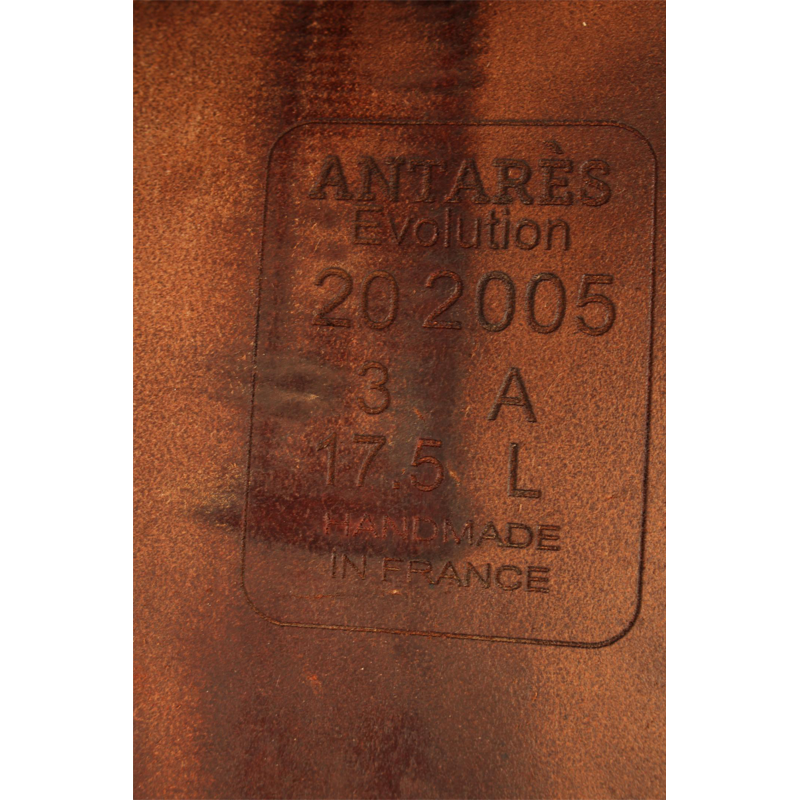 ANTARÈS
Evolution
20 2005
3 A
17.5 L
HANDMADE
IN FRANCE